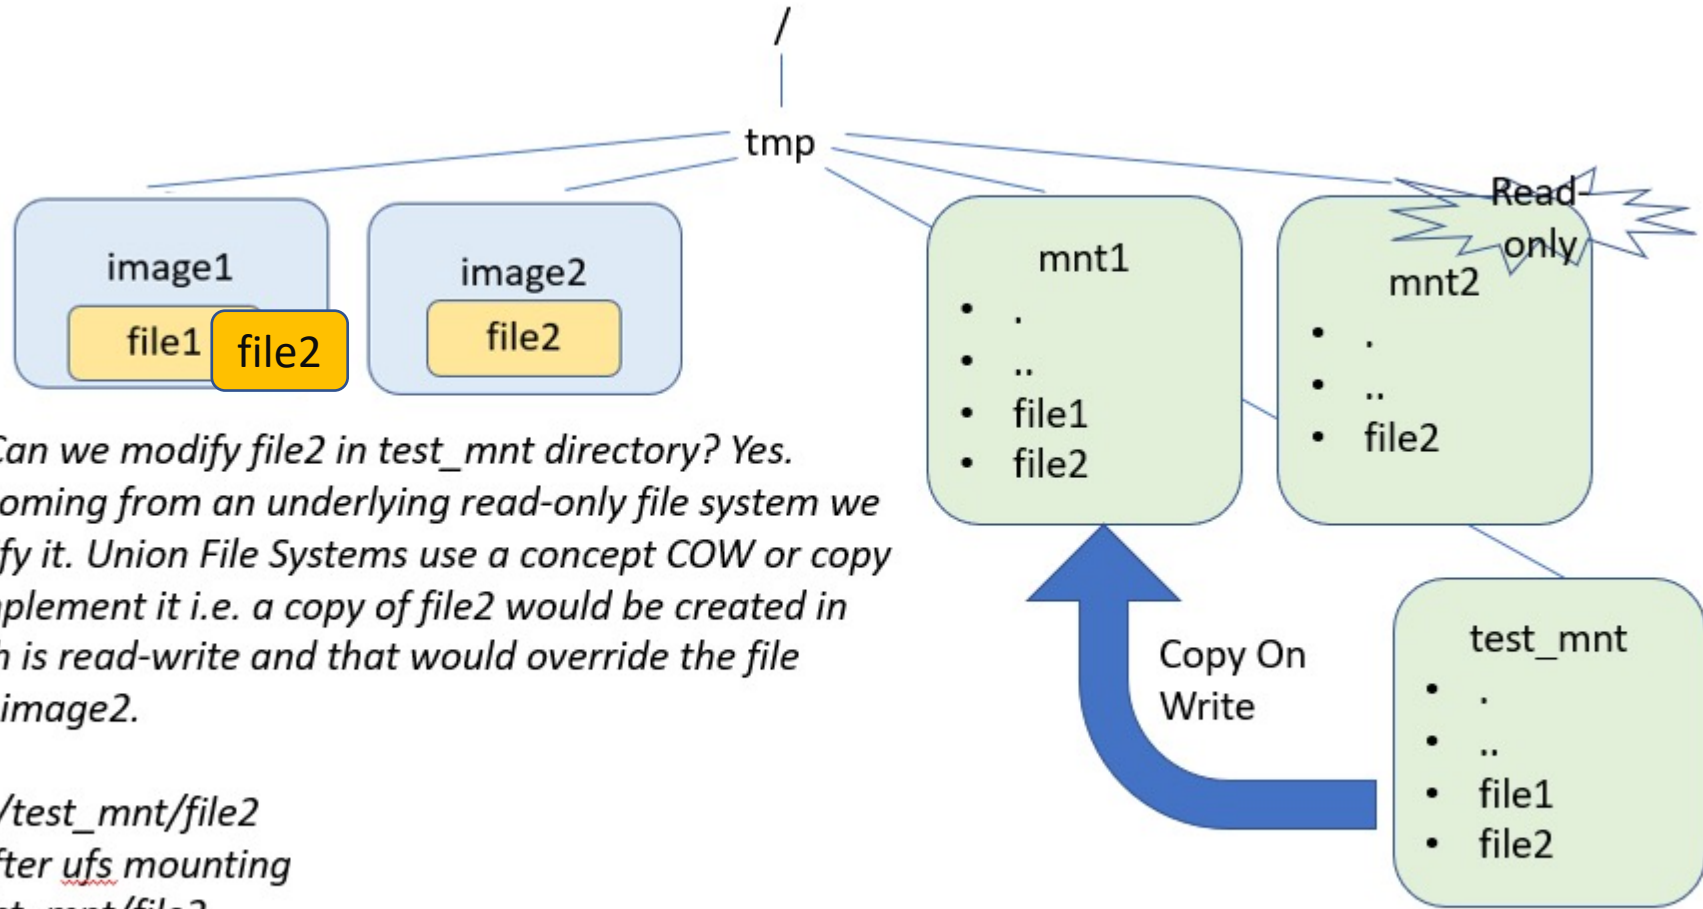 /
tmp
image1
file1
file2
image2
file2
mnt1
.
..
file1
file2
Read-
only
mnt2
.
..
file2
Can we modify file2 in test_mnt directory? Yes.
oming from an underlying read-only file system we
fy it. Union File Systems use a concept COW or copy
plement it i.e. a copy of file2 would be created in
h is read-write and that would override the file
image2.
/test_mnt/file2
fter ufs mounting
Copy On
Write
test_mnt
.
..
file1
file2